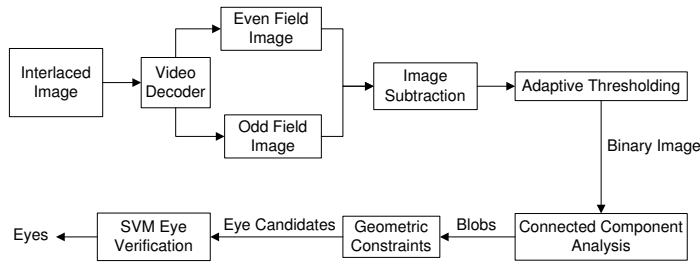 Even Field
Image
Interlaced
Image
Video
Decoder
Odd Field
Image
Image
Subtraction
Adaptive Thresholding
Binary Image
Connected Component
Analysis
Blobs
Geometric
Constraints
Eye Candidates
SVM Eye
Verification
Eyes